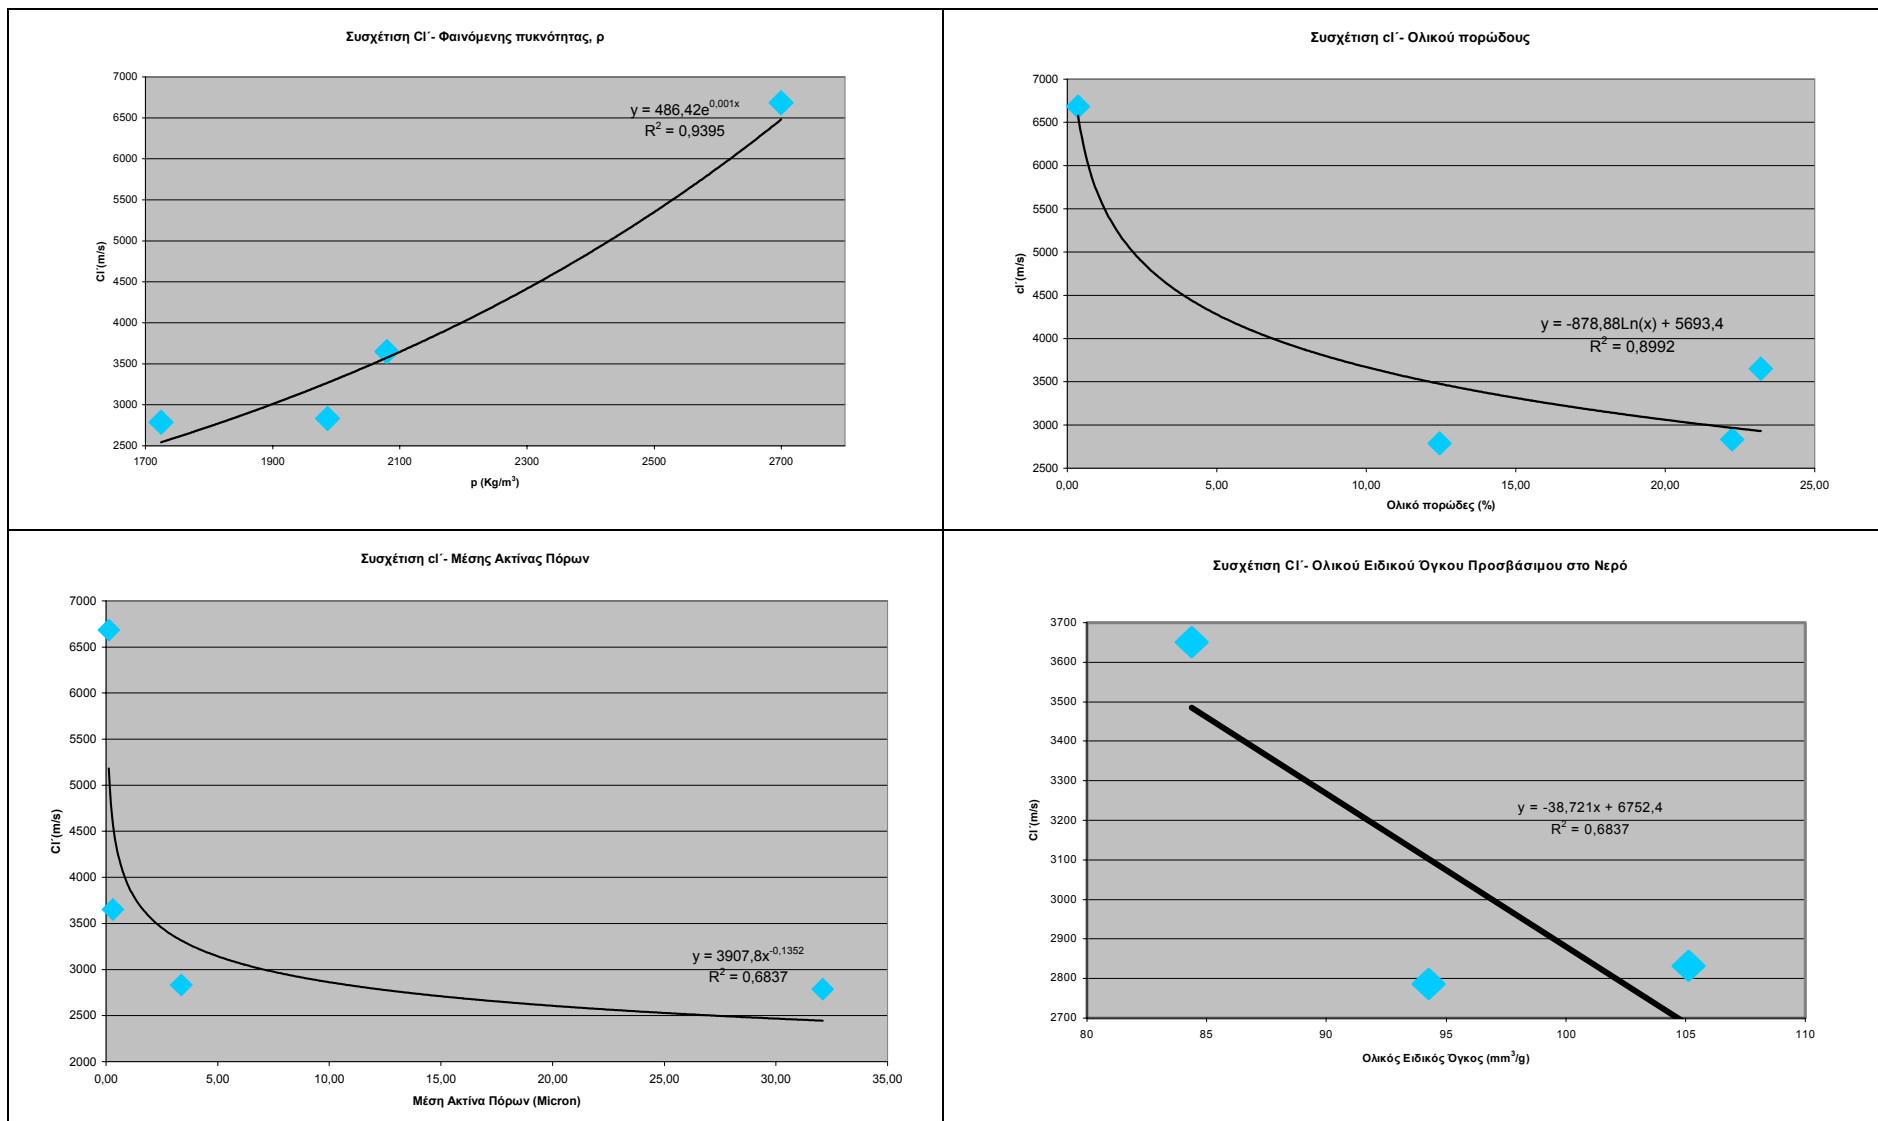 Συσχέτιση Cl΄- Φαινόμενης πυκνότητας, ρ
7000
6500
6000
5500
5000
4500
4000
3500
3000
2500
Cl΄(m/s)
y = 486,42e^0,001x
R² = 0,9395
1700 1900 2100 2300 2500 2700
p (Kg/m³)
Συσχέτιση cl΄- Ολικού πορώδους
7000
6500
6000
5500
5000
4500
4000
3500
3000
2500
cl΄(m/s)
y = -878,88Ln(x) + 5693,4
R² = 0,8992
0,00 5,00 10,00 15,00 20,00 25,00
Ολικό πορώδες (%)
Συσχέτιση cl΄- Μέσης Ακτίνας Πόρων
7000
6500
6000
5500
5000
4500
4000
3500
3000
2500
2000
Cl΄(m/s)
y = 3907,8x^-0,1352
R² = 0,6837
0,00 5,00 10,00 15,00 20,00 25,00 30,00 35,00
Μέση Ακτίνα Πόρων (Micron)
Συσχέτιση Cl΄- Ολικού Ειδικού Όγκου Προσβάσιμου στο Νερό
3700
3600
3500
3400
3300
3200
3100
3000
2900
2800
2700
Cl΄(m/s)
y = -38,721x + 6752,4
R² = 0,6837
80 85 90 95 100 105 110
Ολικός Ειδικός Όγκος (mm³/g)